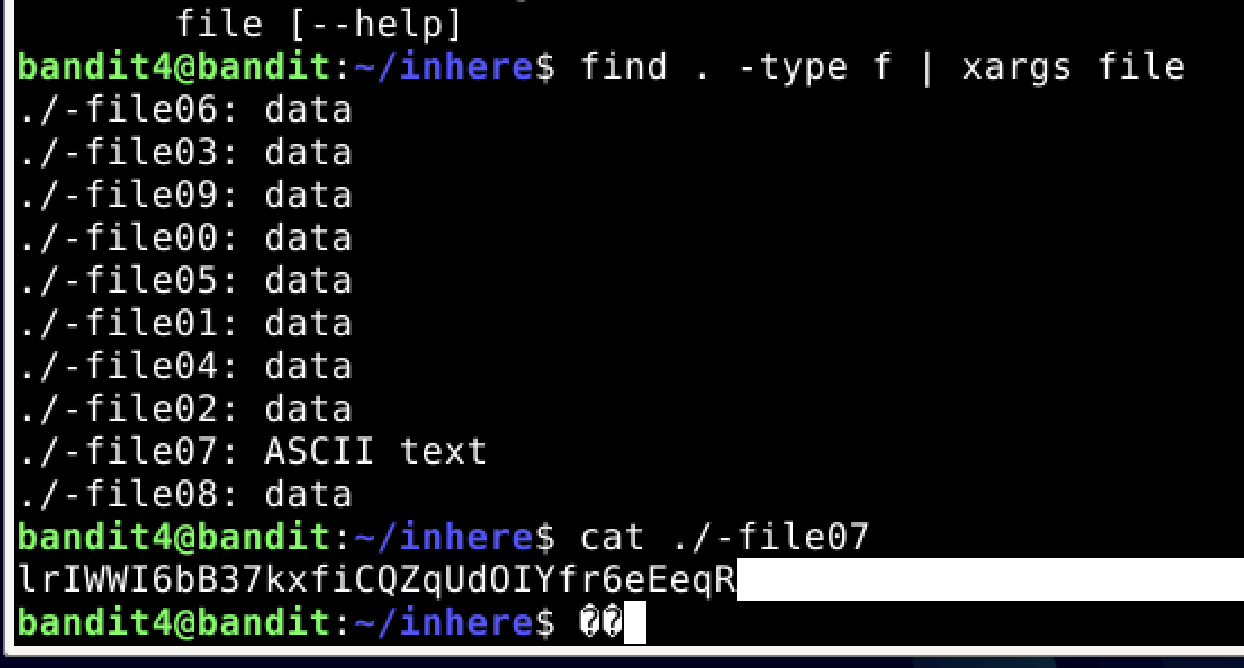 file [--help]
bandit4@bandit:~/inhere$ find . -type f | xargs file
./-file06: data
./-file03: data
./-file09: data
./-file00: data
./-file05: data
./-file01: data
./-file04: data
./-file02: data
./-file07: ASCII text
./-file08: data
bandit4@bandit:~/inhere$ cat ./-file07
lrIWWI6bB37kxfiCQZqUdOIYfr6eEeqR
bandit4@bandit:~/inhere$ ��